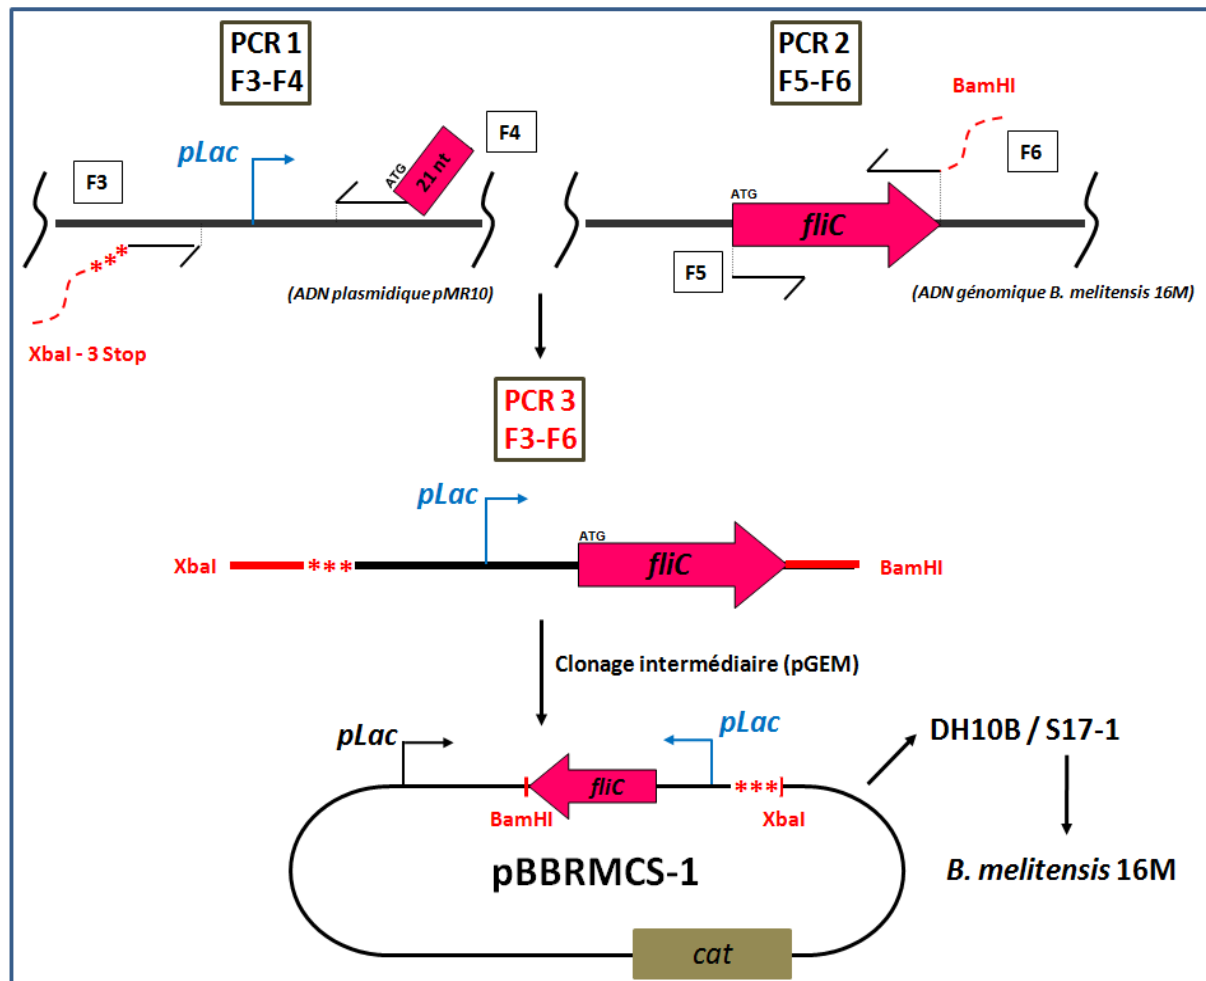 PCR 1
F3-F4
PCR 2
F5-F6
BamHI
F4
F6
pLac
F3
ATG
21 nt
ATG
fliC
F5
***
(ADN plasmidique pMR10)
(ADN génomique B. melitensis 16M)
XbaI - 3 Stop
PCR 3
F3-F6
pLac
ATG
XbaI
***
fliC
BamHI
Clonage intermédiaire (pGEM)
pLac
pLac
DH10B / S17-1
fliC
***
BamHI
XbaI
pBBRMCS-1
B. melitensis 16M
cat